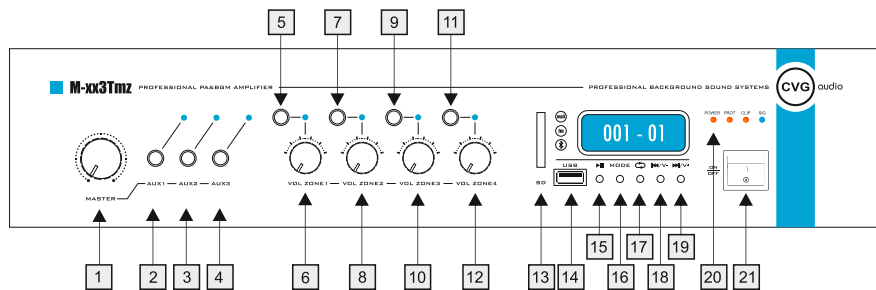 5 7 9 11
M-xx3Tmz PROFESSIONAL PA&BGM AMPLIFIER PROFESSIONAL BACKGROUND SOUND SYSTEMS CVG audio
POWER PROT CLIP SIG
mp3
001 - 01
USB MODE V- V+
ON
OFF
AUX1 AUX2 AUX3 VOL ZONE1 VOL ZONE2 VOL ZONE3 VOL ZONE4 SD
MASTER
15 17 19
1 2 3 4 6 8 10 12 13 14 16 18 20 21